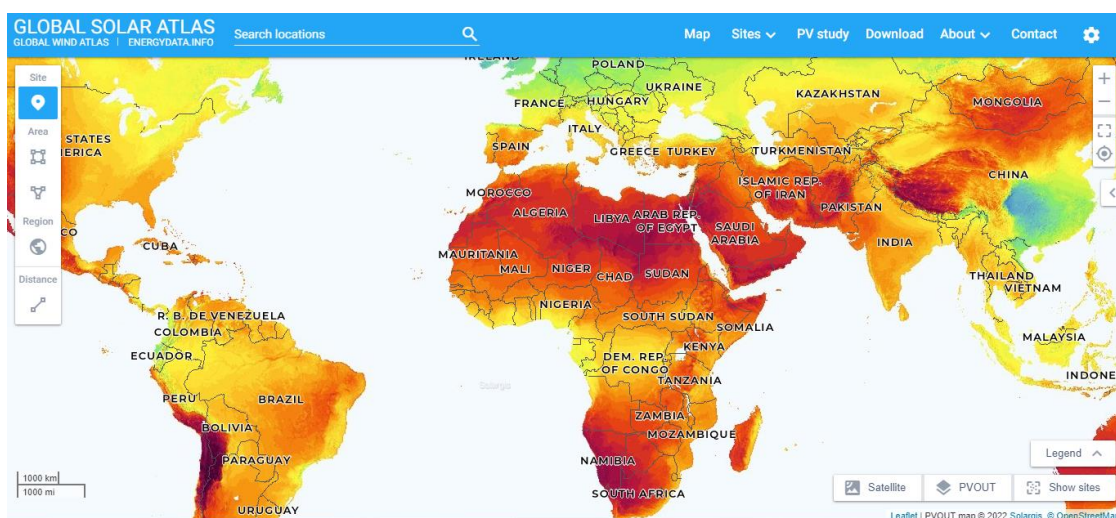 GLOBAL SOLAR ATLAS
GLOBAL WIND ATLAS | ENERGYDATA.INFO
Search locations
Map Sites PV study Download About Contact
Site
Area
Region
Distance
IRELAND
POLAND
UKRAINE
KAZAKHSTAN
FRANCE
HUNGARY
MONGOLIA
STATES
ERICA
ITALY
SPAIN
GREECE
TURKEY
TURKMENISTAN
CHINA
ISLAMIC REP.
OF IRAN
MOROCCO
PAKISTAN
ALGERIA
LIBYA
ARAB REP.
OF EGYPT
SAUDI
ARABIA
INDIA
CO
CUBA
MAURITANIA
MALI
NIGER
CHAD
SUDAN
THAILAND
VIETNAM
NIGERIA
R. B. DE VENEZUELA
SOUTH SUDAN
COLOMBIA
SOMALIA
MALAYSIA
KENYA
ECUADOR
DEM. REP.
OF CONGO
INDONE
Solargis
TANZANIA
PERU
BRAZIL
ZAMBIA
BOLIVIA
MOZAMBIQUE
Legend
PARAGUAY
NAMIBIA
1000 km
1000 mi
Satellite
PVOUT
Show sites
SOUTH AFRICA
URUGUAY
Leaflet | PVOUT map © 2022 Solargis, © OpenStreetMa